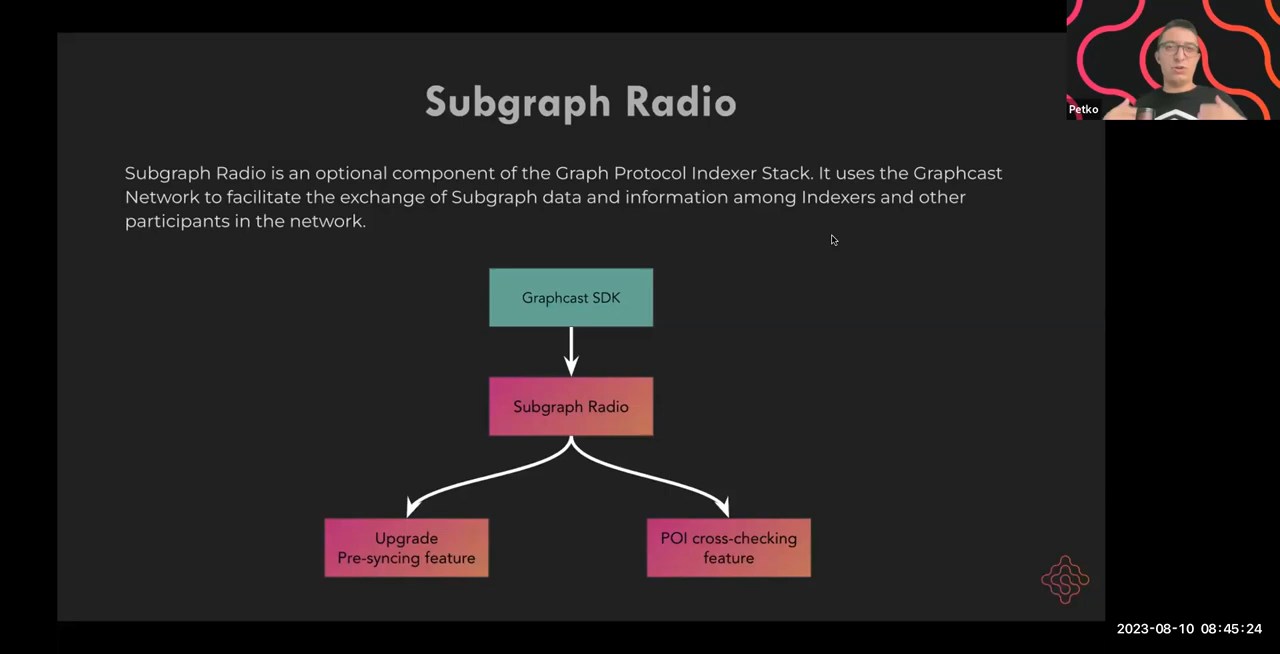 Subgraph Radio
Petko
Subgraph Radio is an optional component of the Graph Protocol Indexer Stack. It uses the Graphcast
Network to facilitate the exchange of Subgraph data and information among Indexers and other
participants in the network.
Graphcast SDK
Subgraph Radio
Upgrade
Pre-syncing feature
POI cross-checking
feature
2023-08-10 08:45:24